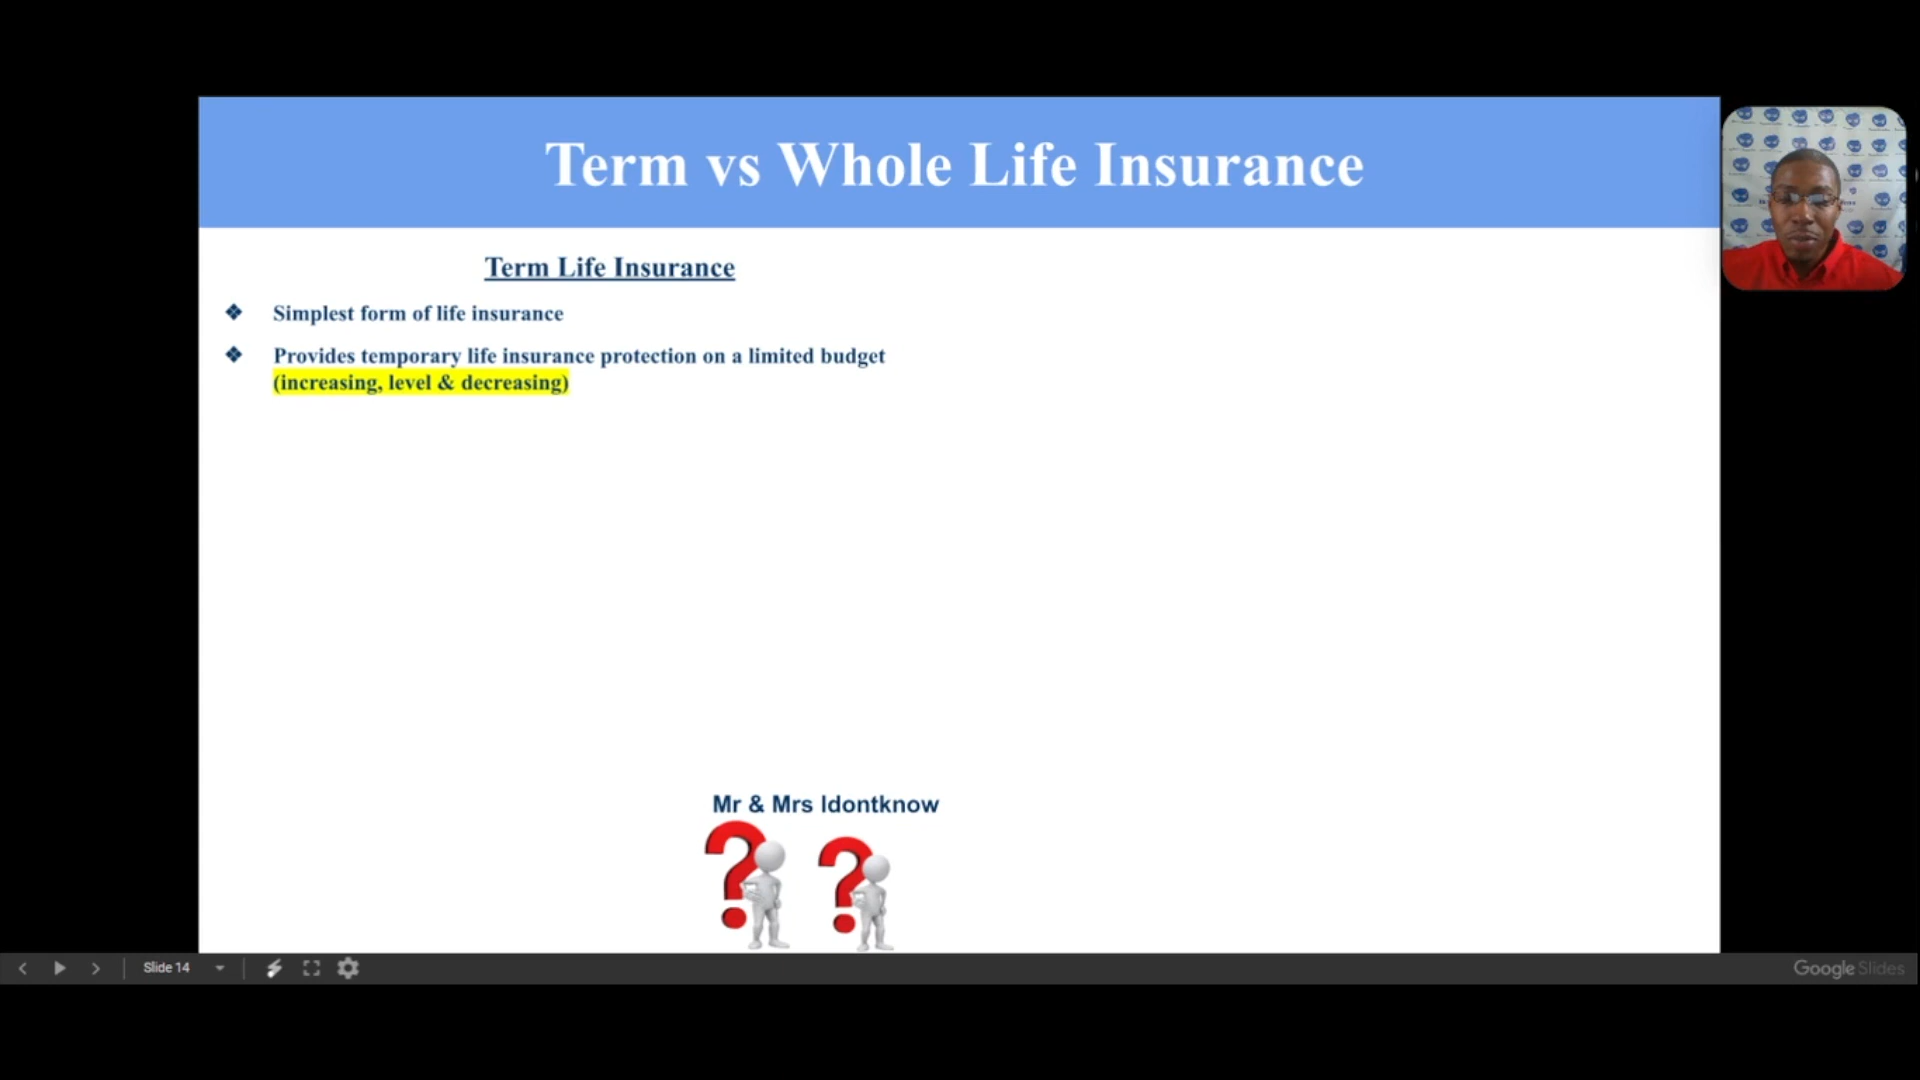 Term vs Whole Life Insurance
Term Life Insurance
Simplest form of life insurance
Provides temporary life insurance protection on a limited budget
(increasing, level & decreasing)
Mr & Mrs Idontknow
Slide 14
Google Slides